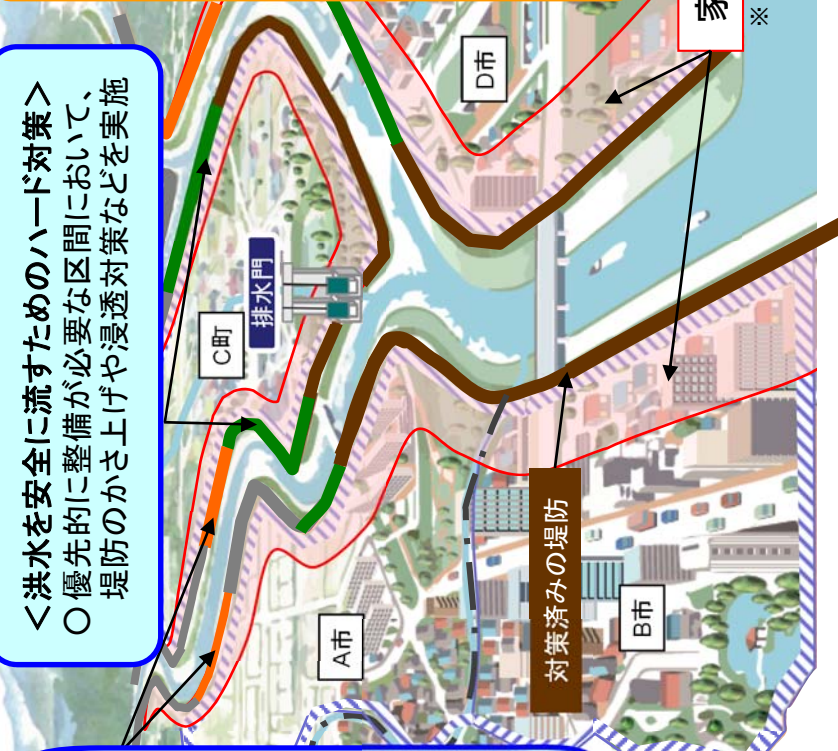 ＜洪水を安全に流すためのハード対策＞
〇優先的に整備が必要な区間において、
堤防のかさ上げや浸透対策などを実施
D市
家
※
C町
排水門
A市
対策済みの堤防
B市